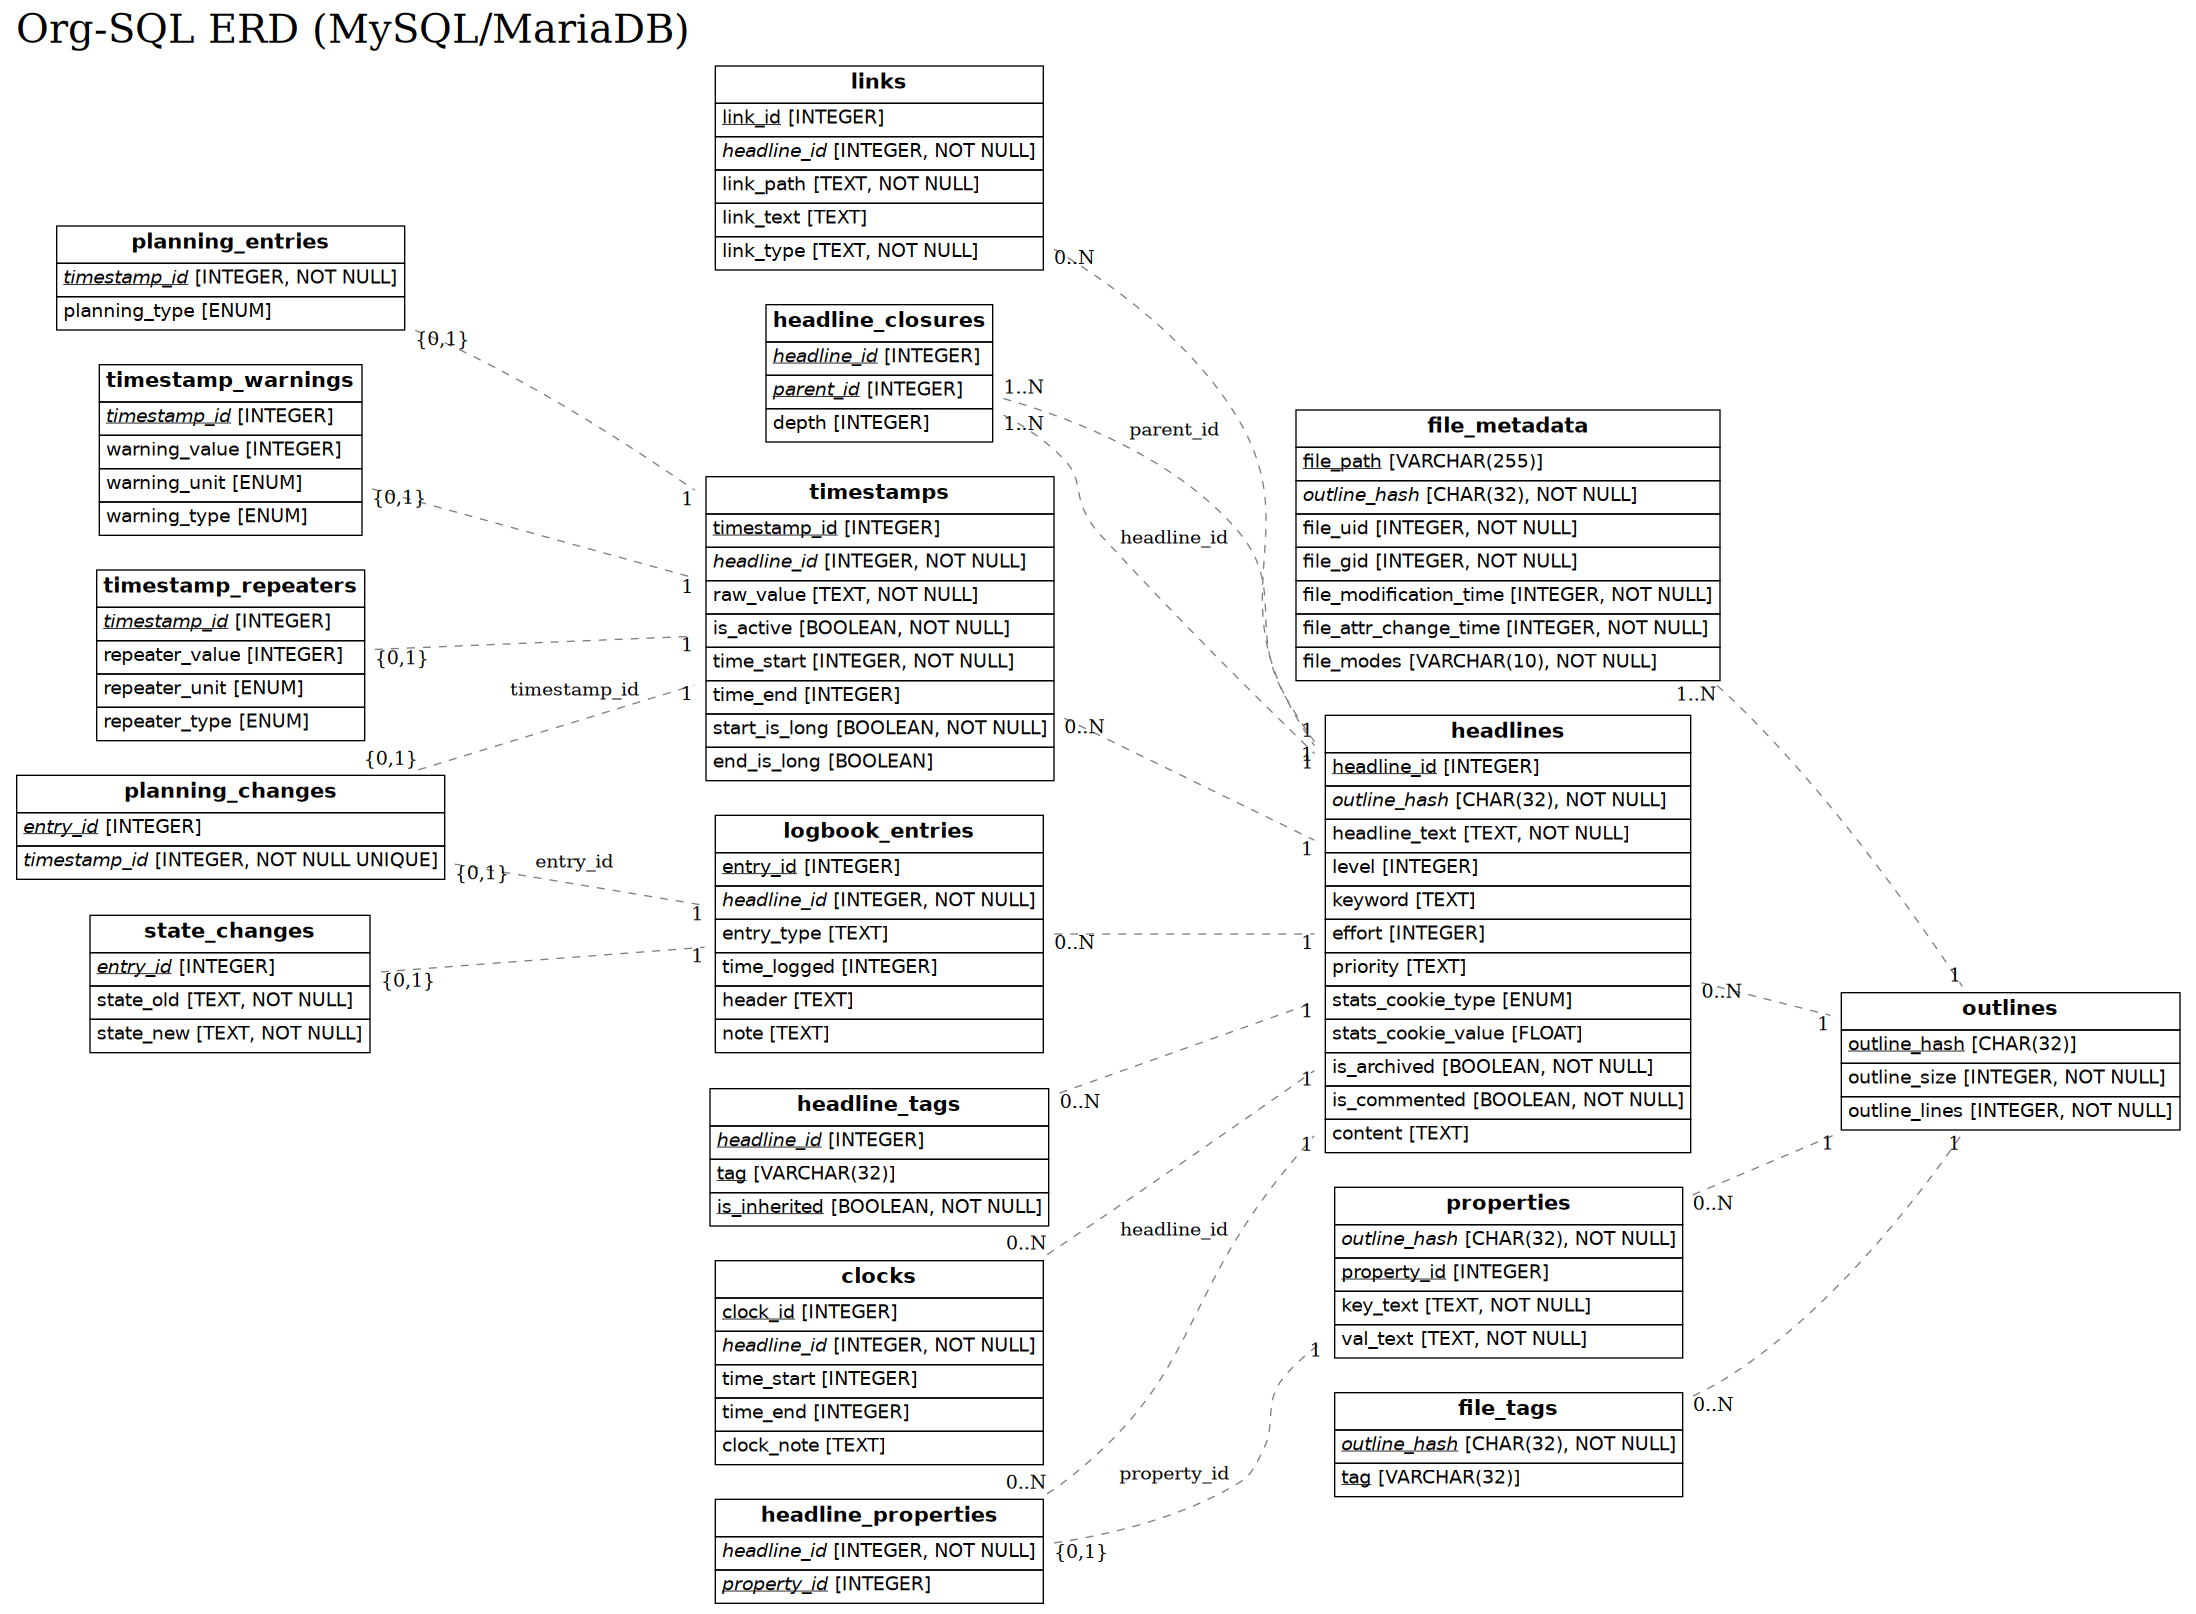 Org-SQL ERD (MySQL/MariaDB)
links
link_id [INTEGER]
headline_id [INTEGER, NOT NULL]
link_path [TEXT, NOT NULL]
link_text [TEXT]
link_type [TEXT, NOT NULL]
0..N
planning_entries
timestamp_id [INTEGER, NOT NULL]
planning_type [ENUM]
{0,1}
1
headline_closures
headline_id [INTEGER]
parent_id [INTEGER]
depth [INTEGER]
1..N
1..N
parent_id
headline_id
timestamp_warnings
timestamp_id [INTEGER]
warning_value [INTEGER]
warning_unit [ENUM]
warning_type [ENUM]
{0,1}
1
timestamp_repeaters
timestamp_id [INTEGER]
repeater_value [INTEGER]
repeater_unit [ENUM]
repeater_type [ENUM]
{0,1}
1
timestamp_id
1
{0,1}
timestamps
timestamp_id [INTEGER]
headline_id [INTEGER, NOT NULL]
raw_value [TEXT, NOT NULL]
is_active [BOOLEAN, NOT NULL]
time_start [INTEGER, NOT NULL]
time_end [INTEGER]
start_is_long [BOOLEAN, NOT NULL]
end_is_long [BOOLEAN]
0..N
1
file_metadata
file_path [VARCHAR(255)]
outline_hash [CHAR(32), NOT NULL]
file_uid [INTEGER, NOT NULL]
file_gid [INTEGER, NOT NULL]
file_modification_time [INTEGER, NOT NULL]
file_attr_change_time [INTEGER, NOT NULL]
file_modes [VARCHAR(10), NOT NULL]
1..N
1
planning_changes
entry_id [INTEGER]
timestamp_id [INTEGER, NOT NULL UNIQUE]
{0,1}
entry_id
1
state_changes
entry_id [INTEGER]
state_old [TEXT, NOT NULL]
state_new [TEXT, NOT NULL]
{0,1}
1
logbook_entries
entry_id [INTEGER]
headline_id [INTEGER, NOT NULL]
entry_type [TEXT]
time_logged [INTEGER]
header [TEXT]
note [TEXT]
0..N
1
1
1
1
headlines
headline_id [INTEGER]
outline_hash [CHAR(32), NOT NULL]
headline_text [TEXT, NOT NULL]
level [INTEGER]
keyword [TEXT]
effort [INTEGER]
priority [TEXT]
stats_cookie_type [ENUM]
stats_cookie_value [FLOAT]
is_archived [BOOLEAN, NOT NULL]
is_commented [BOOLEAN, NOT NULL]
content [TEXT]
0..N
1
outlines
outline_hash [CHAR(32)]
outline_size [INTEGER, NOT NULL]
outline_lines [INTEGER, NOT NULL]
1
1
headline_tags
headline_id [INTEGER]
tag [VARCHAR(32)]
is_inherited [BOOLEAN, NOT NULL]
0..N
1
clocks
clock_id [INTEGER]
headline_id [INTEGER, NOT NULL]
time_start [INTEGER]
time_end [INTEGER]
clock_note [TEXT]
0..N
1
headline_id
1
0..N
properties
outline_hash [CHAR(32), NOT NULL]
property_id [INTEGER]
key_text [TEXT, NOT NULL]
val_text [TEXT, NOT NULL]
0..N
1
file_tags
outline_hash [CHAR(32), NOT NULL]
tag [VARCHAR(32)]
0..N
property_id
headline_properties
headline_id [INTEGER, NOT NULL]
property_id [INTEGER]
{0,1}